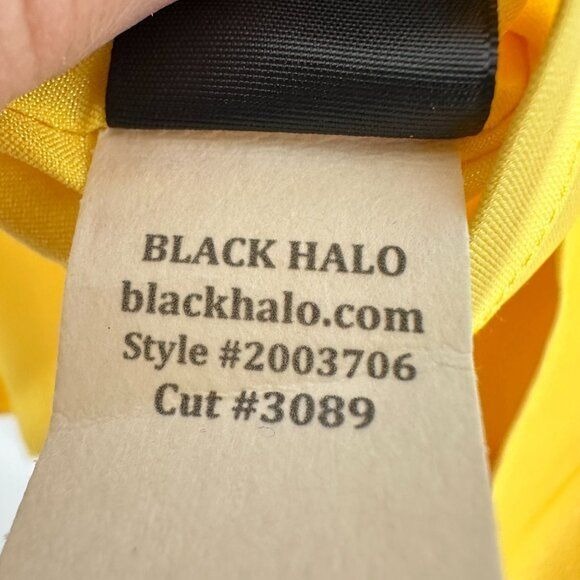 BLACK HALO
blackhalo.com
Style #2003706
Cut #3089